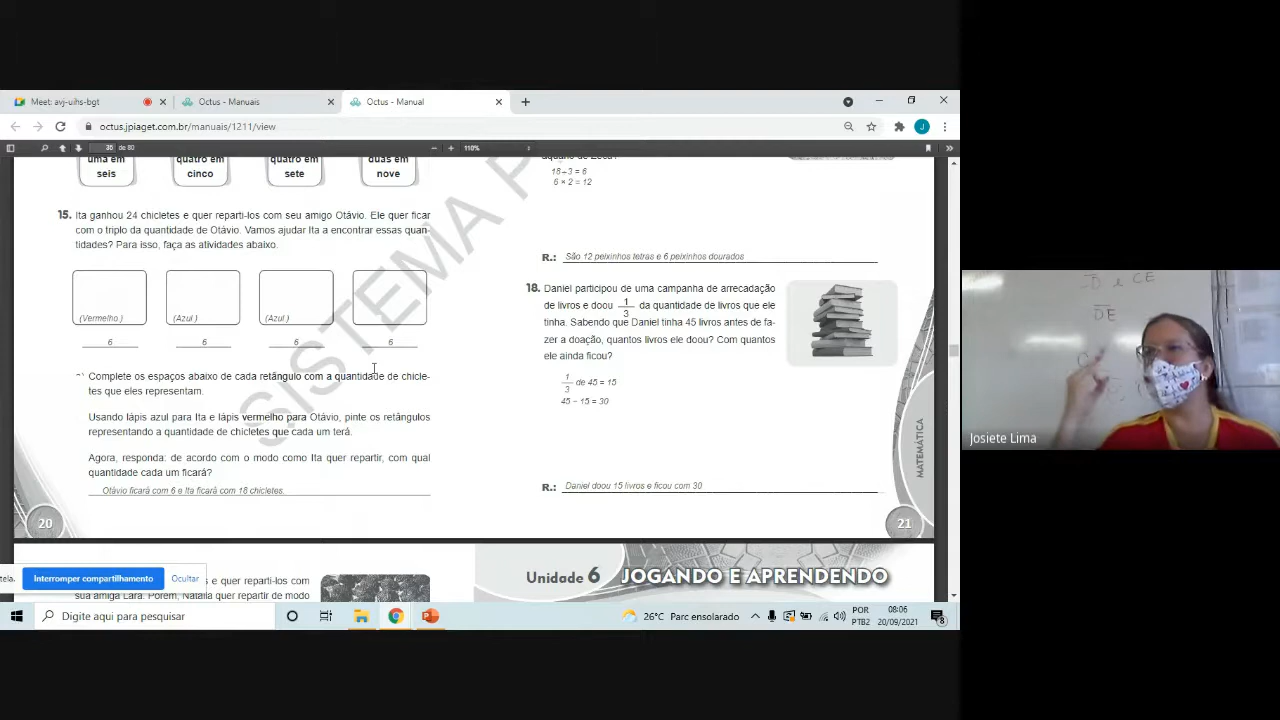 Meet: avj-uihs-bgt
Octus - Manuais
Octus - Manual
octus.jpiaget.com.br/manuais/1211/view
36 de 80
110%
uma em
seis
quatro em
cinco
quatro em
sete
duas em
nove
15. Ita ganhou 24 chicletes e quer reparti-los com seu amigo Otávio. Ele quer ficar
com o triplo da quantidade de Otávio. Vamos ajudar Ita a encontrar essas quan-
tidades? Para isso, faça as atividades abaixo.
(Vermelho.) (Azul.) (Azul.)
6 6 6 6
Complete os espaços abaixo de cada retângulo com a quantidade de chicle-
tes que eles representam.
Usando lápis azul para Ita e lápis vermelho para Otávio, pinte os retângulos
representando a quantidade de chicletes que cada um terá.
Agora, responda: de acordo com o modo como Ita quer repartir, com qual
quantidade cada um ficará?
Otávio ficará com 6 e Ita ficará com 18 chicletes.
20
SISTEMA P
18 ÷ 3 = 6
6 × 2 = 12
R.: São 12 peixinhos tetras e 6 peixinhos dourados
18. Daniel participou de uma campanha de arrecadação
de livros e doou 1/3 da quantidade de livros que ele
tinha. Sabendo que Daniel tinha 45 livros antes de fa-
zer a doação, quantos livros ele doou? Com quantos
ele ainda ficou?
1/3 de 45 = 15
45 − 15 = 30
R.: Daniel doou 15 livros e ficou com 30
MATEMÁTICA
21
tela.
Interromper compartilhamento
Ocultar
s e quer reparti-los com
sua amiga Lara. Porém, Natália quer repartir de modo
Unidade 6 JOGANDO E APRENDENDO
Digite aqui para pesquisar
26°C Parc ensolarado
POR
PTB2
08:06
20/09/2021
8
e CE
DE
Josiete Lima